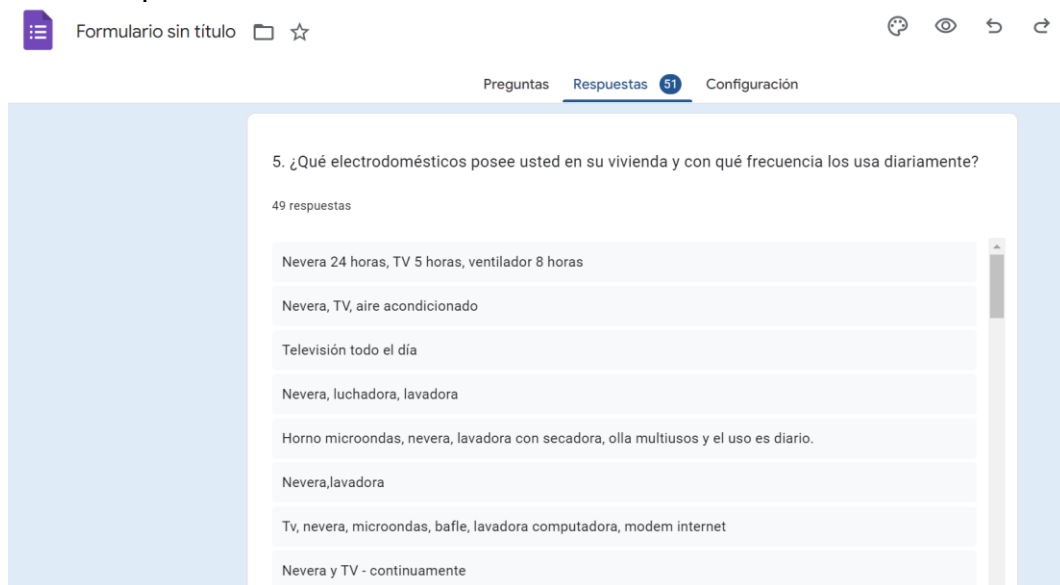 Formulario sin título
Preguntas Respuestas 51 Configuración
5. ¿Qué electrodomésticos posee usted en su vivienda y con qué frecuencia los usa diariamente?
49 respuestas
Nevera 24 horas, TV 5 horas, ventilador 8 horas
Nevera, TV, aire acondicionado
Televisión todo el día
Nevera, luchadora, lavadora
Horno microondas, nevera, lavadora con secadora, olla multiusos y el uso es diario.
Nevera,lavadora
Tv, nevera, microondas, bafle, lavadora computadora, modem internet
Nevera y TV - continuamente